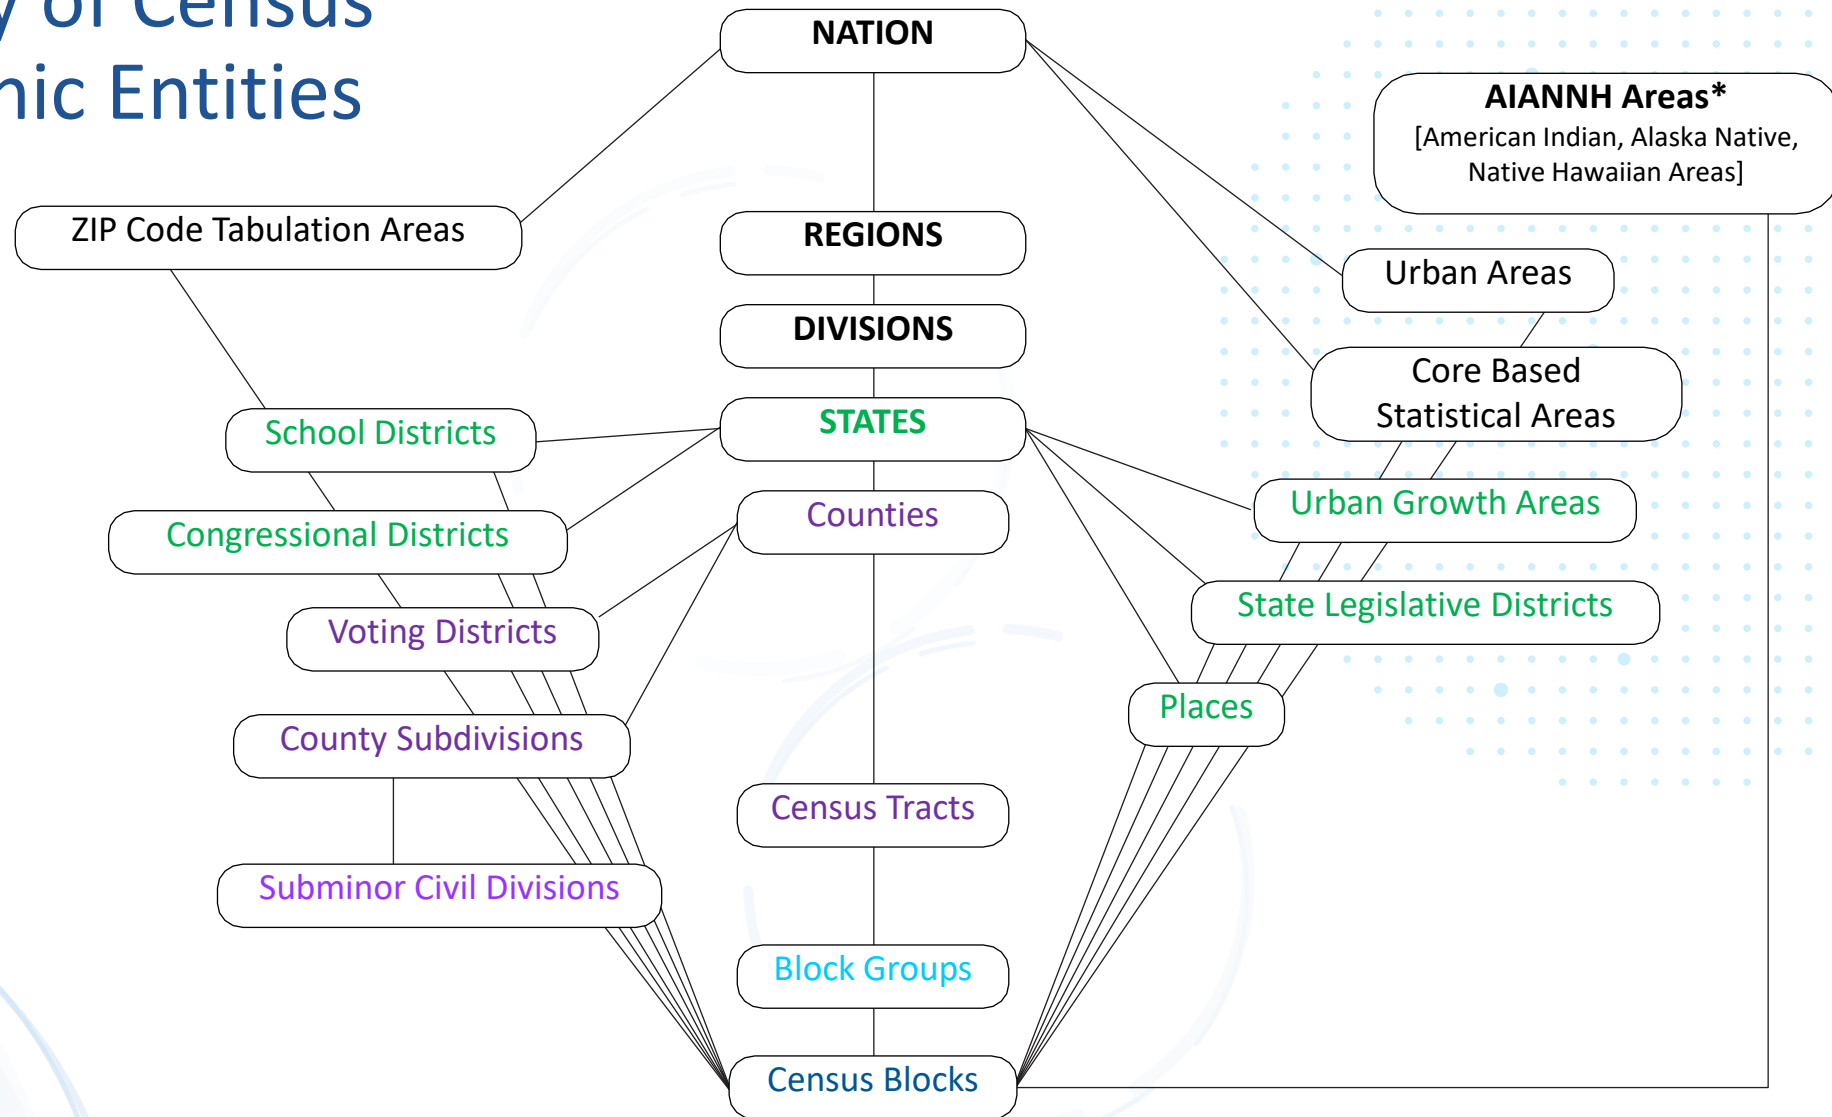 of Census
Entities
NATION
AIANNH Areas*
[American Indian, Alaska Native,
Native Hawaiian Areas]
ZIP Code Tabulation Areas
REGIONS
Urban Areas
DIVISIONS
Core Based
Statistical Areas
School Districts
STATES
Urban Growth Areas
Congressional Districts
Counties
State Legislative Districts
Voting Districts
Places
County Subdivisions
Census Tracts
Subminor Civil Divisions
Block Groups
Census Blocks